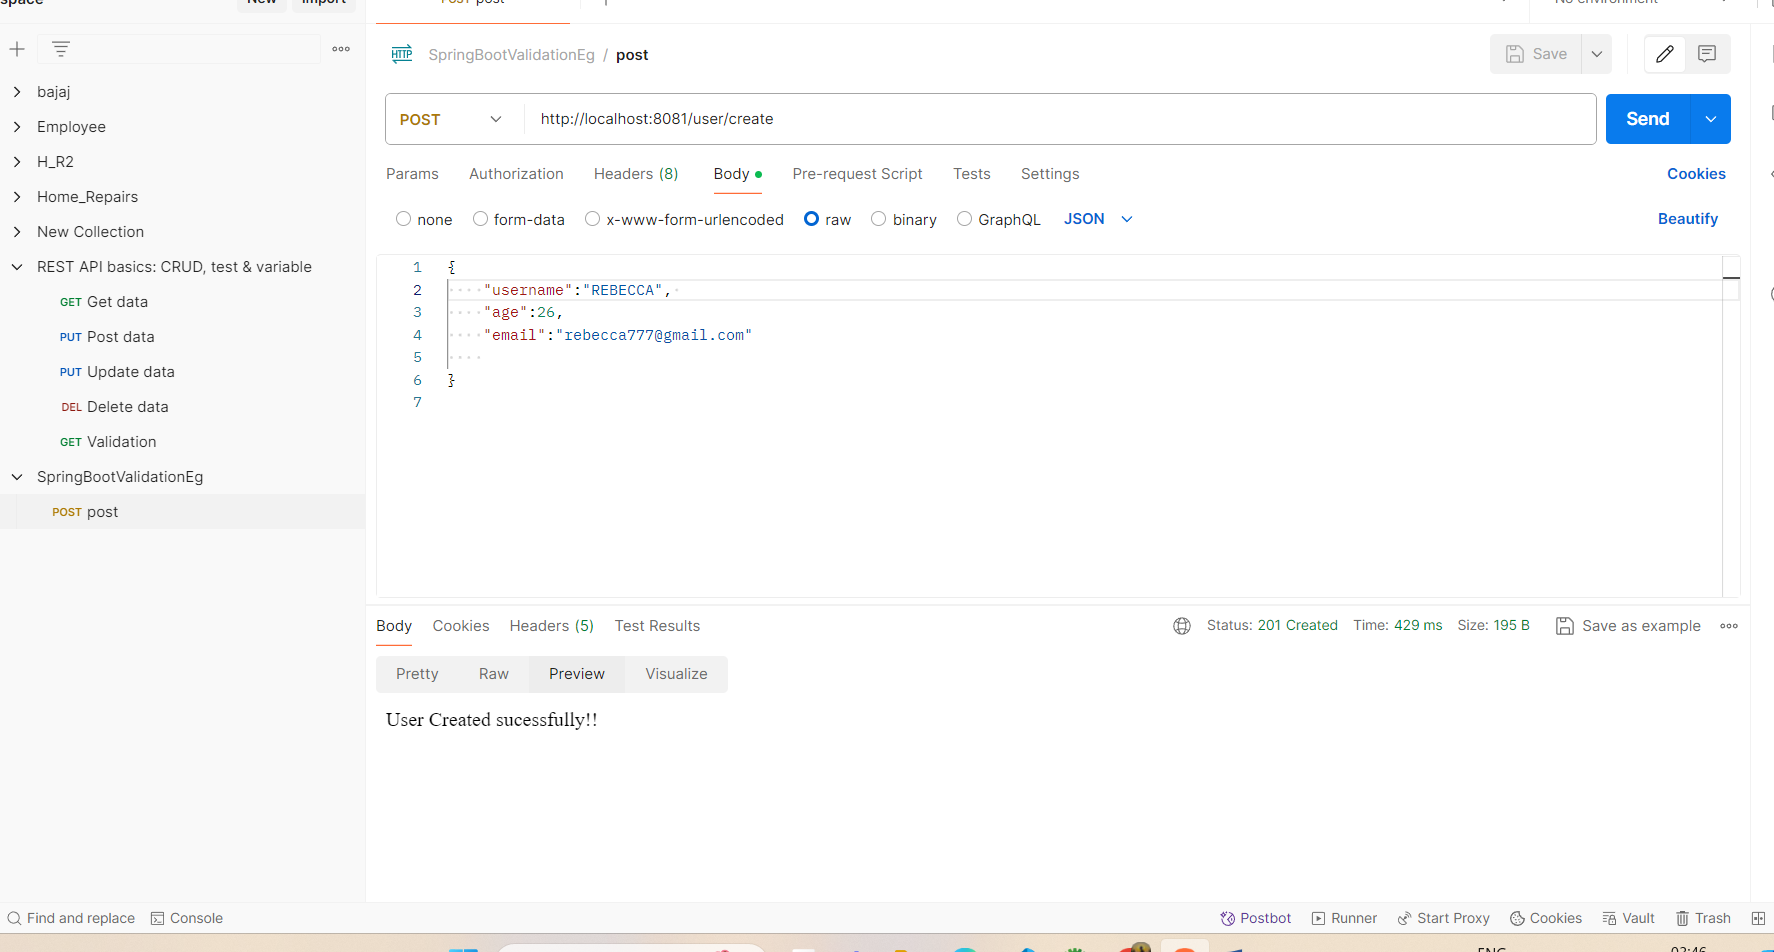 space New Import
POST post
No environment
SpringBootValidationEg / post
Save
bajaj
Employee
H_R2
Home_Repairs
New Collection
REST API basics: CRUD, test & variable
GET Get data
PUT Post data
PUT Update data
DEL Delete data
GET Validation
SpringBootValidationEg
POST post
POST http://localhost:8081/user/create Send
Params Authorization Headers (8) Body Pre-request Script Tests Settings Cookies
none form-data x-www-form-urlencoded raw binary GraphQL JSON Beautify
1 {
2 "username":"REBECCA",
3 "age":26,
4 "email":"rebecca777@gmail.com"
5
6 }
7
Body Cookies Headers (5) Test Results Status: 201 Created Time: 429 ms Size: 195 B Save as example
Pretty Raw Preview Visualize
User Created sucessfully!!
Find and replace Console Postbot Runner Start Proxy Cookies Vault Trash
ENG